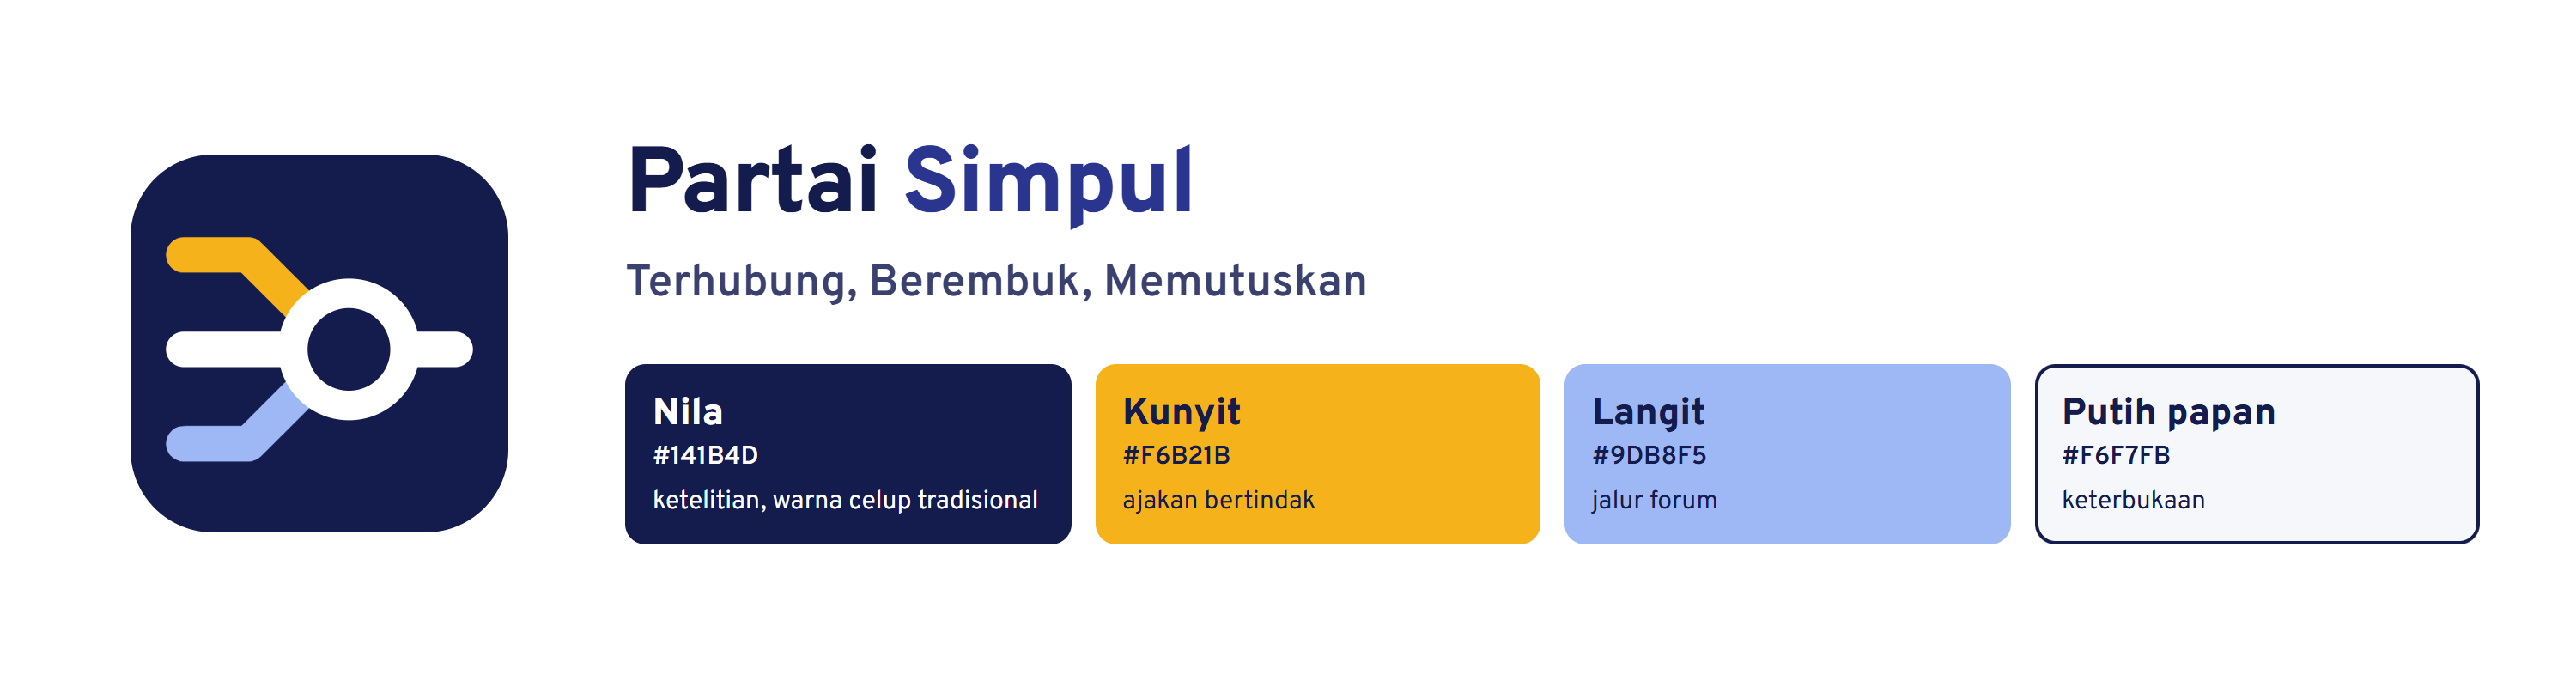 Partai Simpul
Terhubung, Berembuk, Memutuskan
Nila
#141B4D
ketelitian, warna celup tradisional
Kunyit
#F6B21B
ajakan bertindak
Langit
#9DB8F5
jalur forum
Putih papan
#F6F7FB
keterbukaan